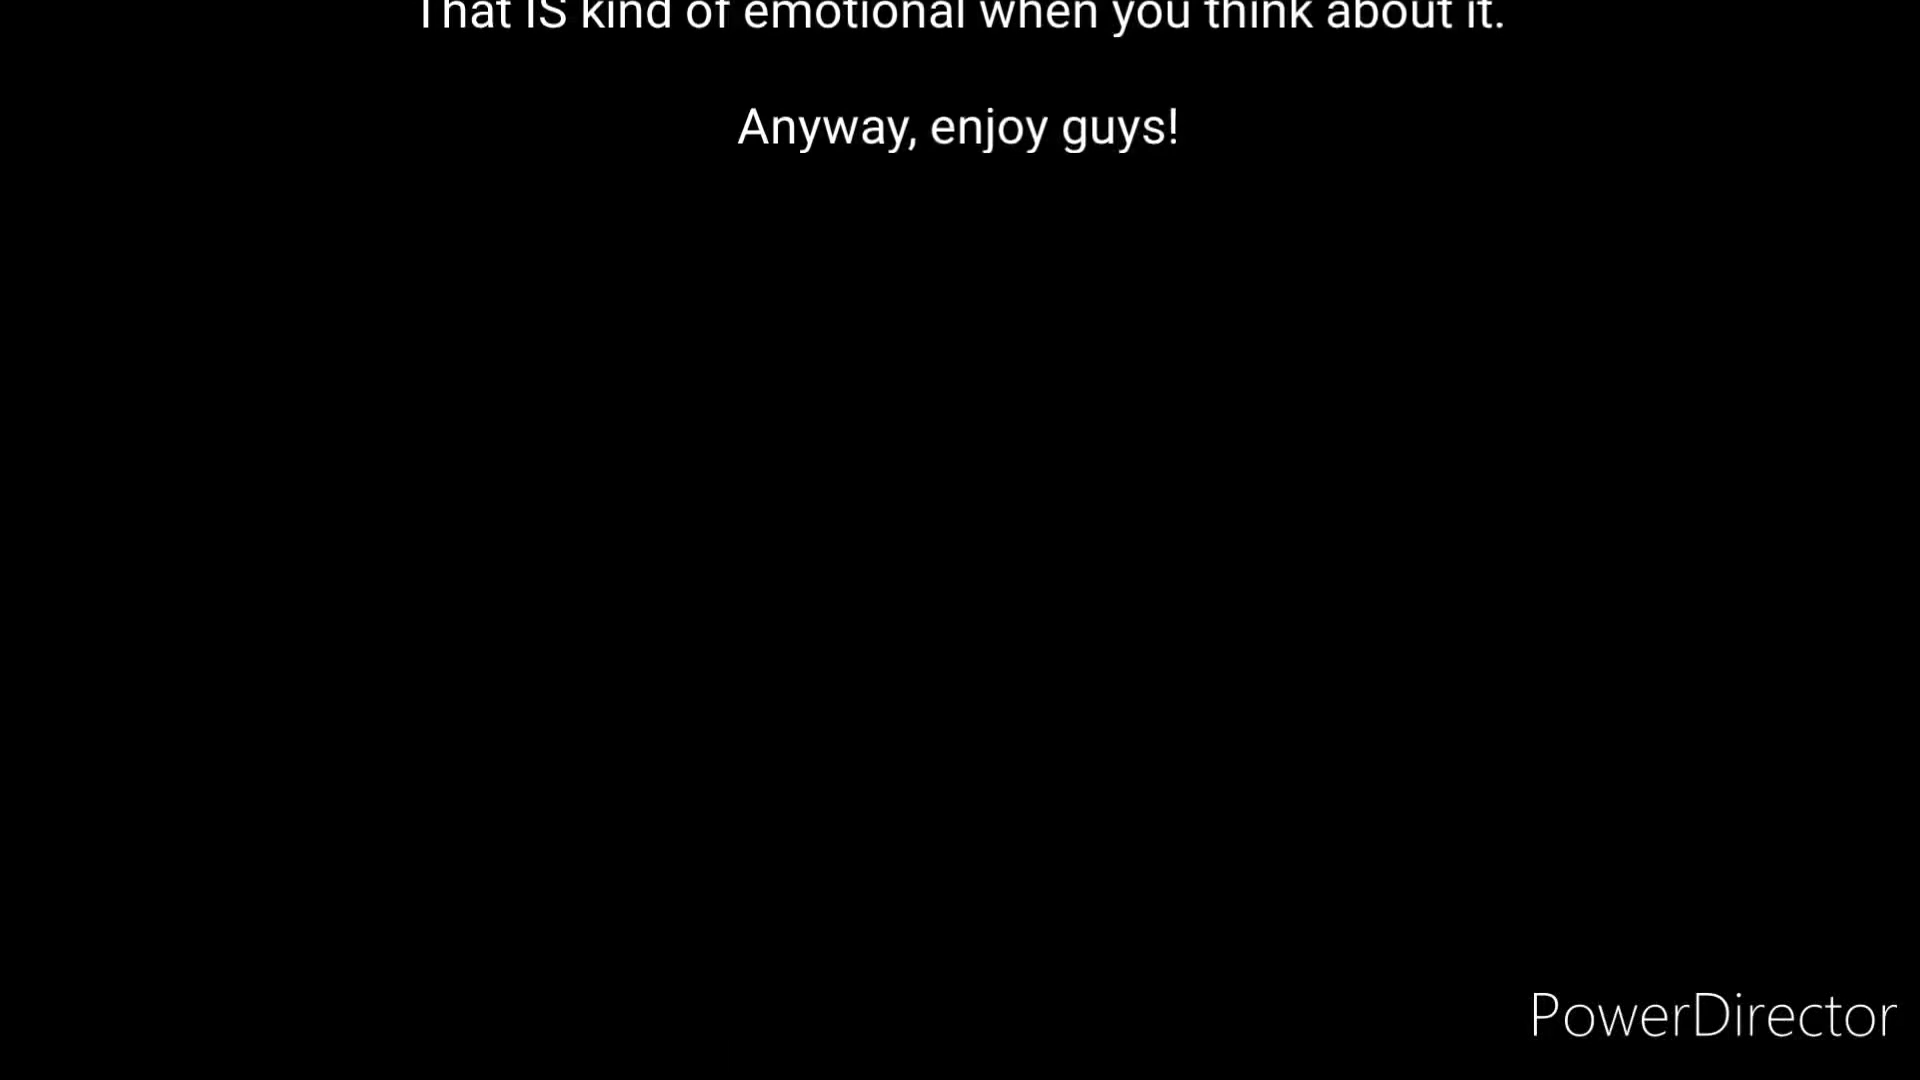 That IS kind of emotional when you think about it.
Anyway, enjoy guys!
PowerDirector